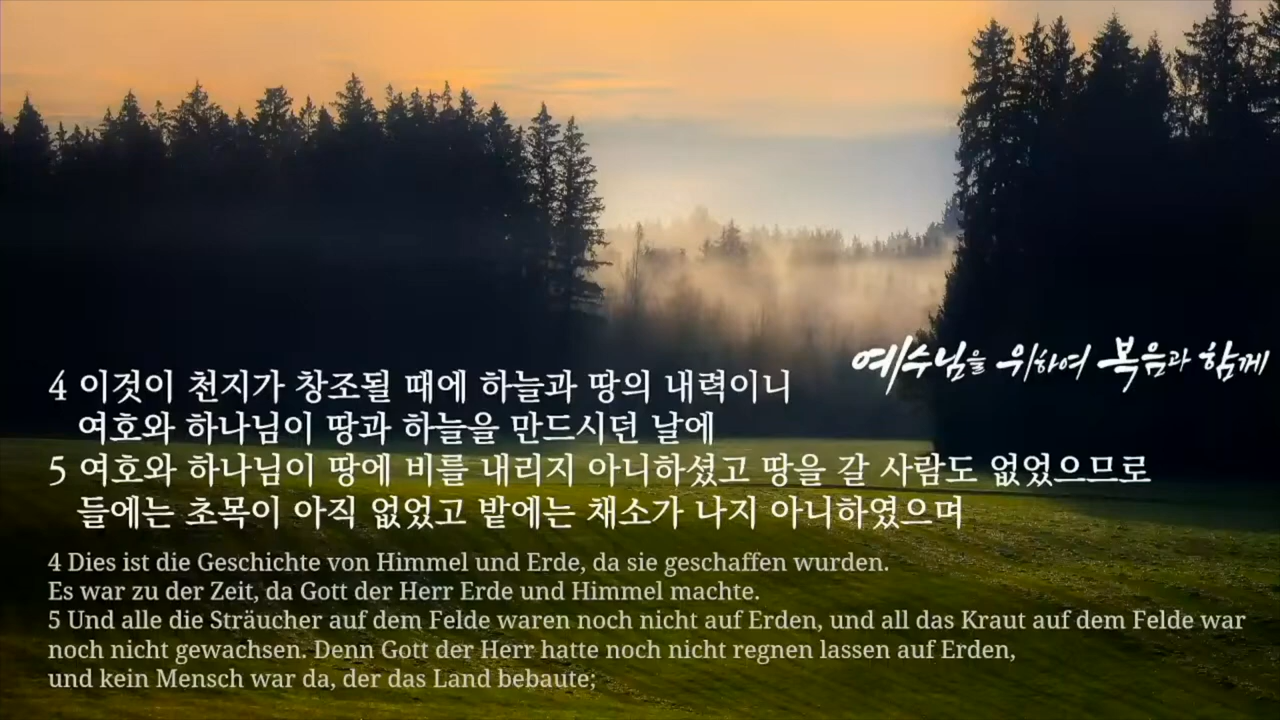 예수님을 위하여 복음과 함께
4 이것이 천지가 창조될 때에 하늘과 땅의 내력이니
여호와 하나님이 땅과 하늘을 만드시던 날에
5 여호와 하나님이 땅에 비를 내리지 아니하셨고 땅을 갈 사람도 없었으므로
들에는 초목이 아직 없었고 밭에는 채소가 나지 아니하였으며
4 Dies ist die Geschichte von Himmel und Erde, da sie geschaffen wurden.
Es war zu der Zeit, da Gott der Herr Erde und Himmel machte.
5 Und alle die Sträucher auf dem Felde waren noch nicht auf Erden, und all das Kraut auf dem Felde war
noch nicht gewachsen. Denn Gott der Herr hatte noch nicht regnen lassen auf Erden,
und kein Mensch war da, der das Land bebaute;